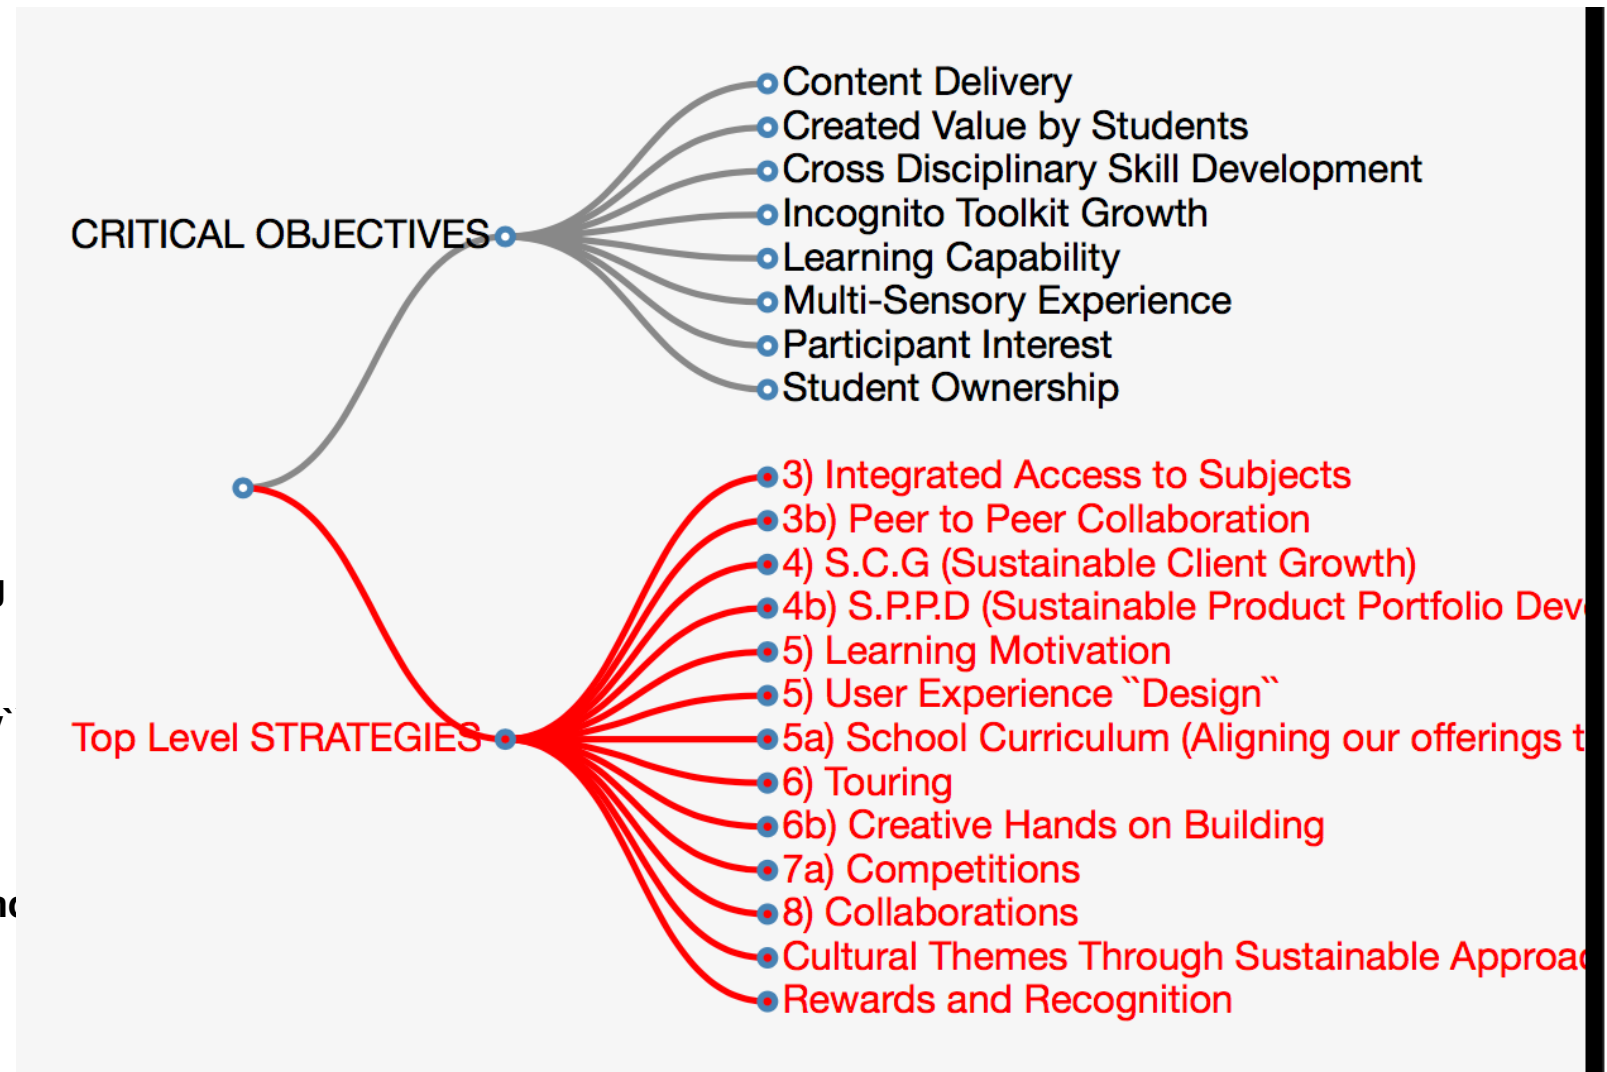 Content Delivery
Created Value by Students
Cross Disciplinary Skill Development
CRITICAL OBJECTIVES
Incognito Toolkit Growth
Learning Capability
Multi-Sensory Experience
Participant Interest
Student Ownership
3) Integrated Access to Subjects
3b) Peer to Peer Collaboration
4) S.C.G (Sustainable Client Growth)
4b) S.P.P.D (Sustainable Product Portfolio
5) Learning Motivation
5) User Experience ``Design``
Top Level STRATEGIES
5a) School Curriculum (Aligning our offerings
6) Touring
6b) Creative Hands on Building
7a) Competitions
8) Collaborations
Cultural Themes Through Sustainable
Rewards and Recognition